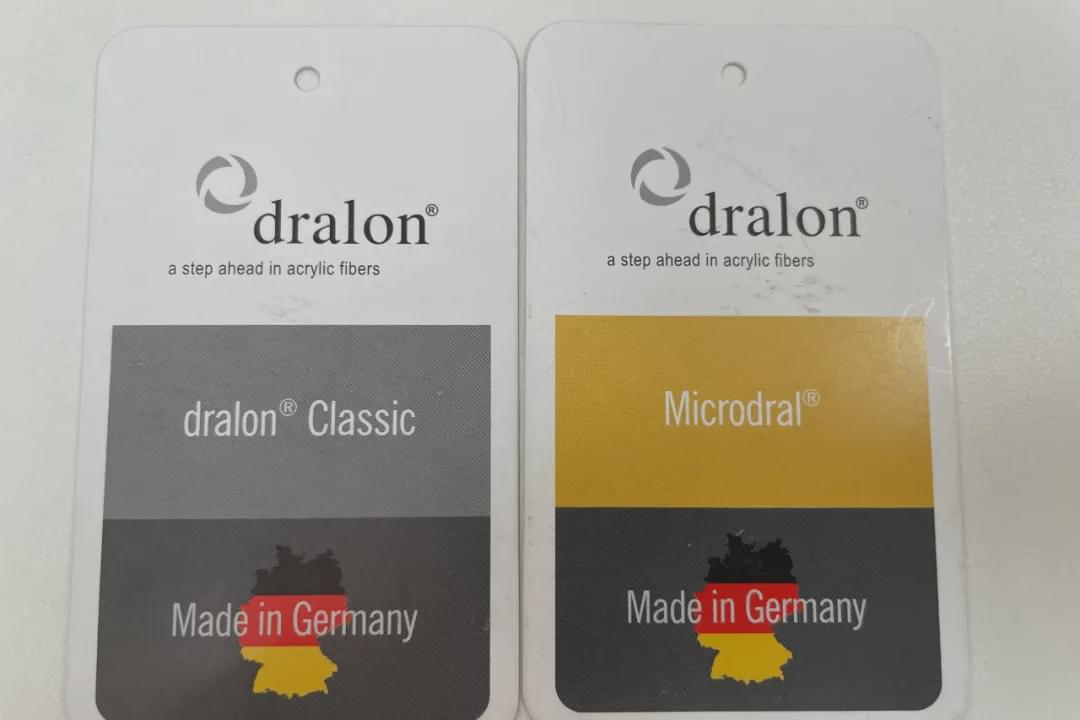 dralon®
a step ahead in acrylic fibers
dralon® Classic
Made in Germany
dralon®
a step ahead in acrylic fibers
Microdral®
Made in Germany